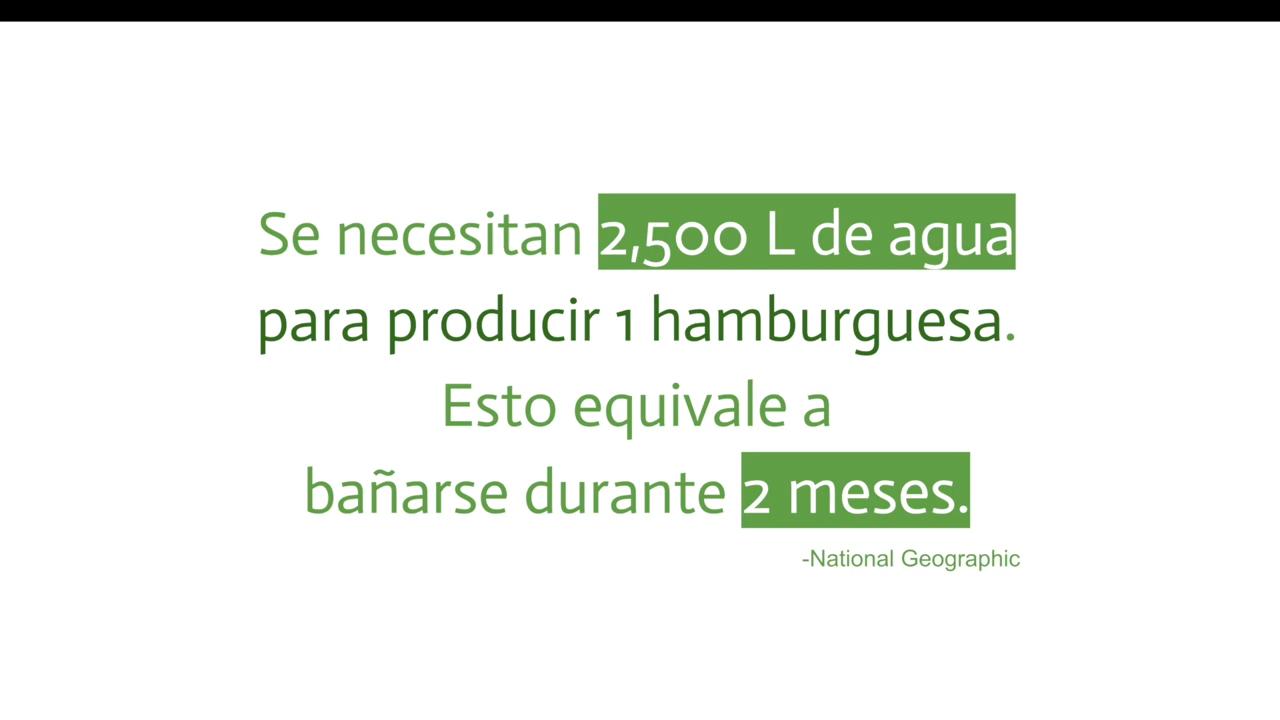 Se necesitan 2,500 L de agua
para producir 1 hamburguesa.
Esto equivale a
bañarse durante 2 meses.
-National Geographic